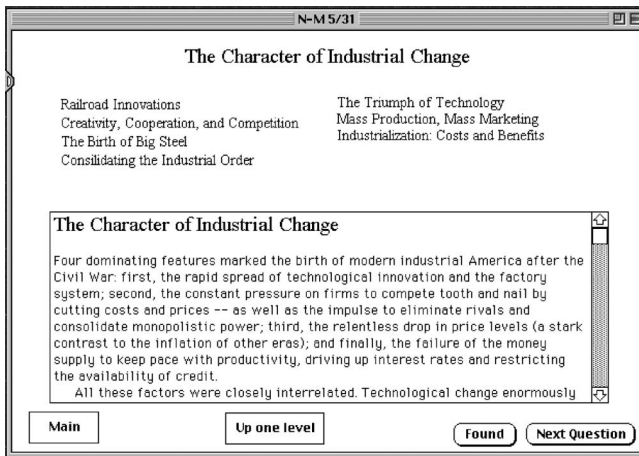 N-M 5/31
The Character of Industrial Change
Railroad Innovations
Creativity, Cooperation, and Competition
The Birth of Big Steel
Consilidating the Industrial Order
The Triumph of Technology
Mass Production, Mass Marketing
Industrialization: Costs and Benefits
The Character of Industrial Change
Four dominating features marked the birth of modern industrial America after the
Civil War: first, the rapid spread of technological innovation and the factory
system; second, the constant pressure on firms to compete tooth and nail by
cutting costs and prices -- as well as the impulse to eliminate rivals and
consolidate monopolistic power; third, the relentless drop in price levels (a stark
contrast to the inflation of other eras); and finally, the failure of the money
supply to keep pace with productivity, driving up interest rates and restricting
the availability of credit.
All these factors were closely interrelated. Technological change enormously
Main
Up one level
Found
Next Question